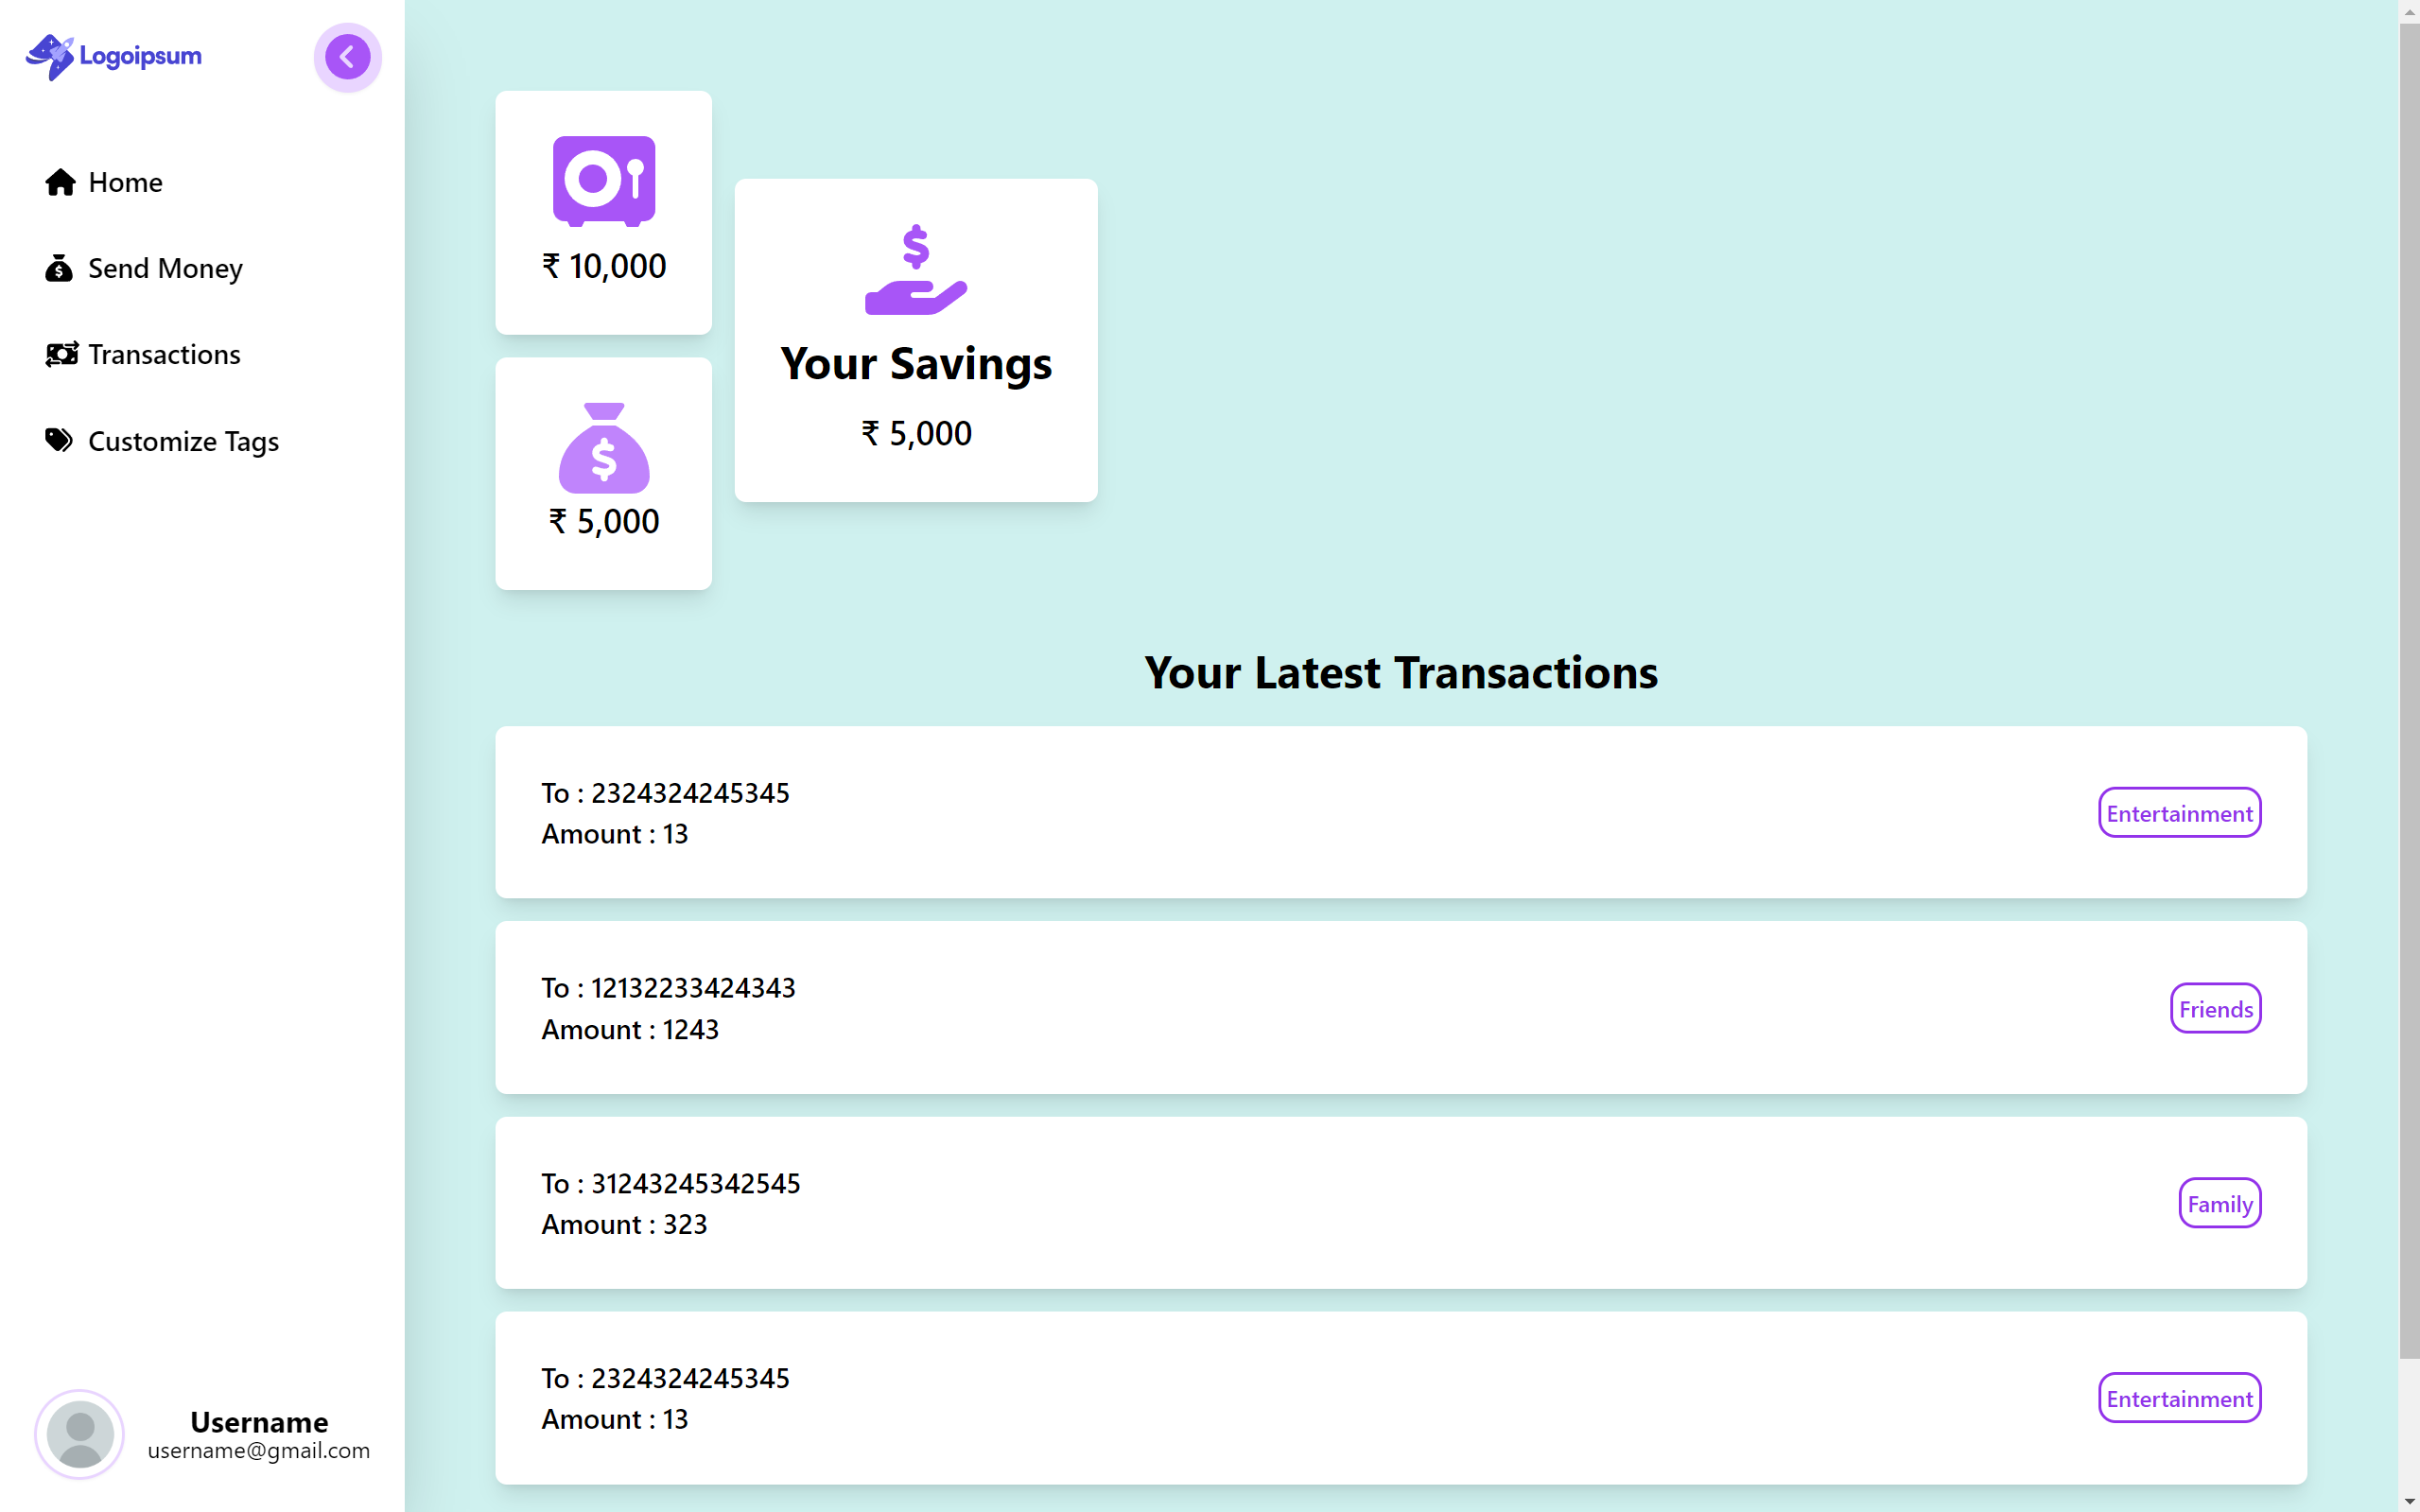 Logoipsum
Home
Send Money
Transactions
Customize Tags
Username
username@gmail.com
₹ 10,000
$
₹ 5,000
$
Your Savings
₹ 5,000
Your Latest Transactions
To : 2324324245345
Amount : 13
Entertainment
To : 12132233424343
Amount : 1243
Friends
To : 31243245342545
Amount : 323
Family
To : 2324324245345
Amount : 13
Entertainment